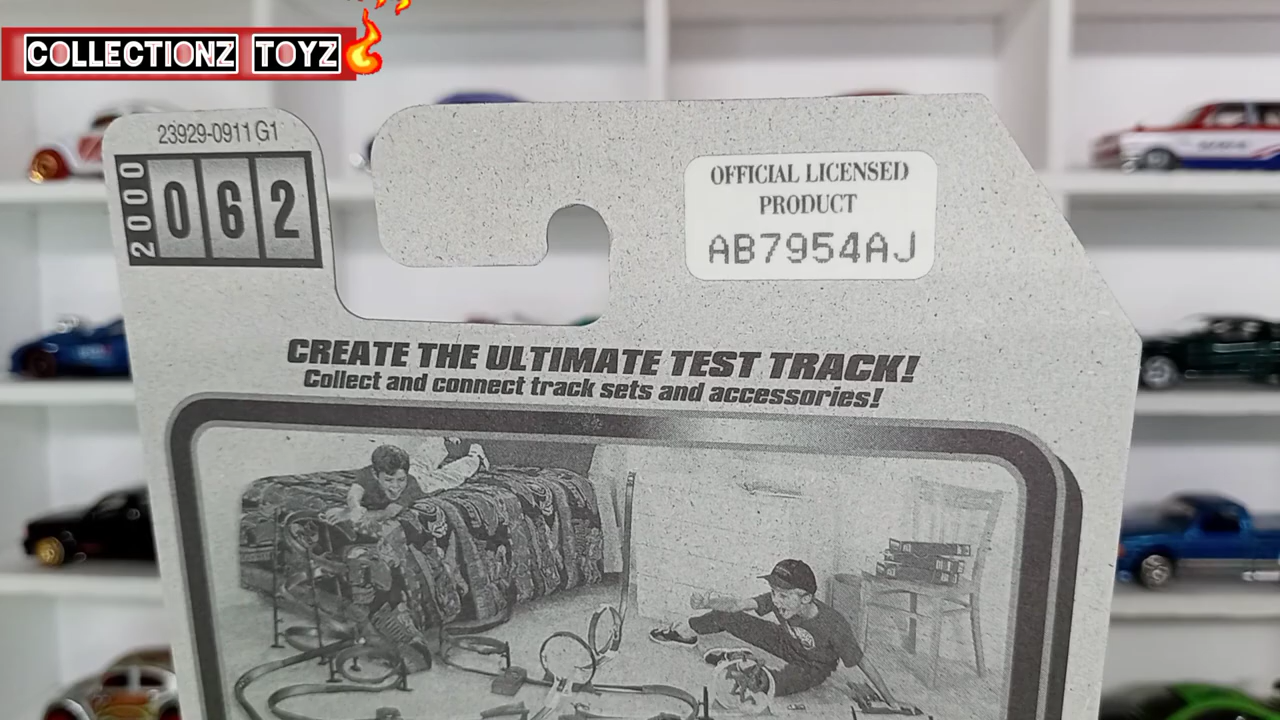 COLLECTIONZ TOYZ
23929-0911 G1
2000
062
OFFICIAL LICENSED
PRODUCT
AB7954AJ
CREATE THE ULTIMATE TEST TRACK!
Collect and connect track sets and accessories!